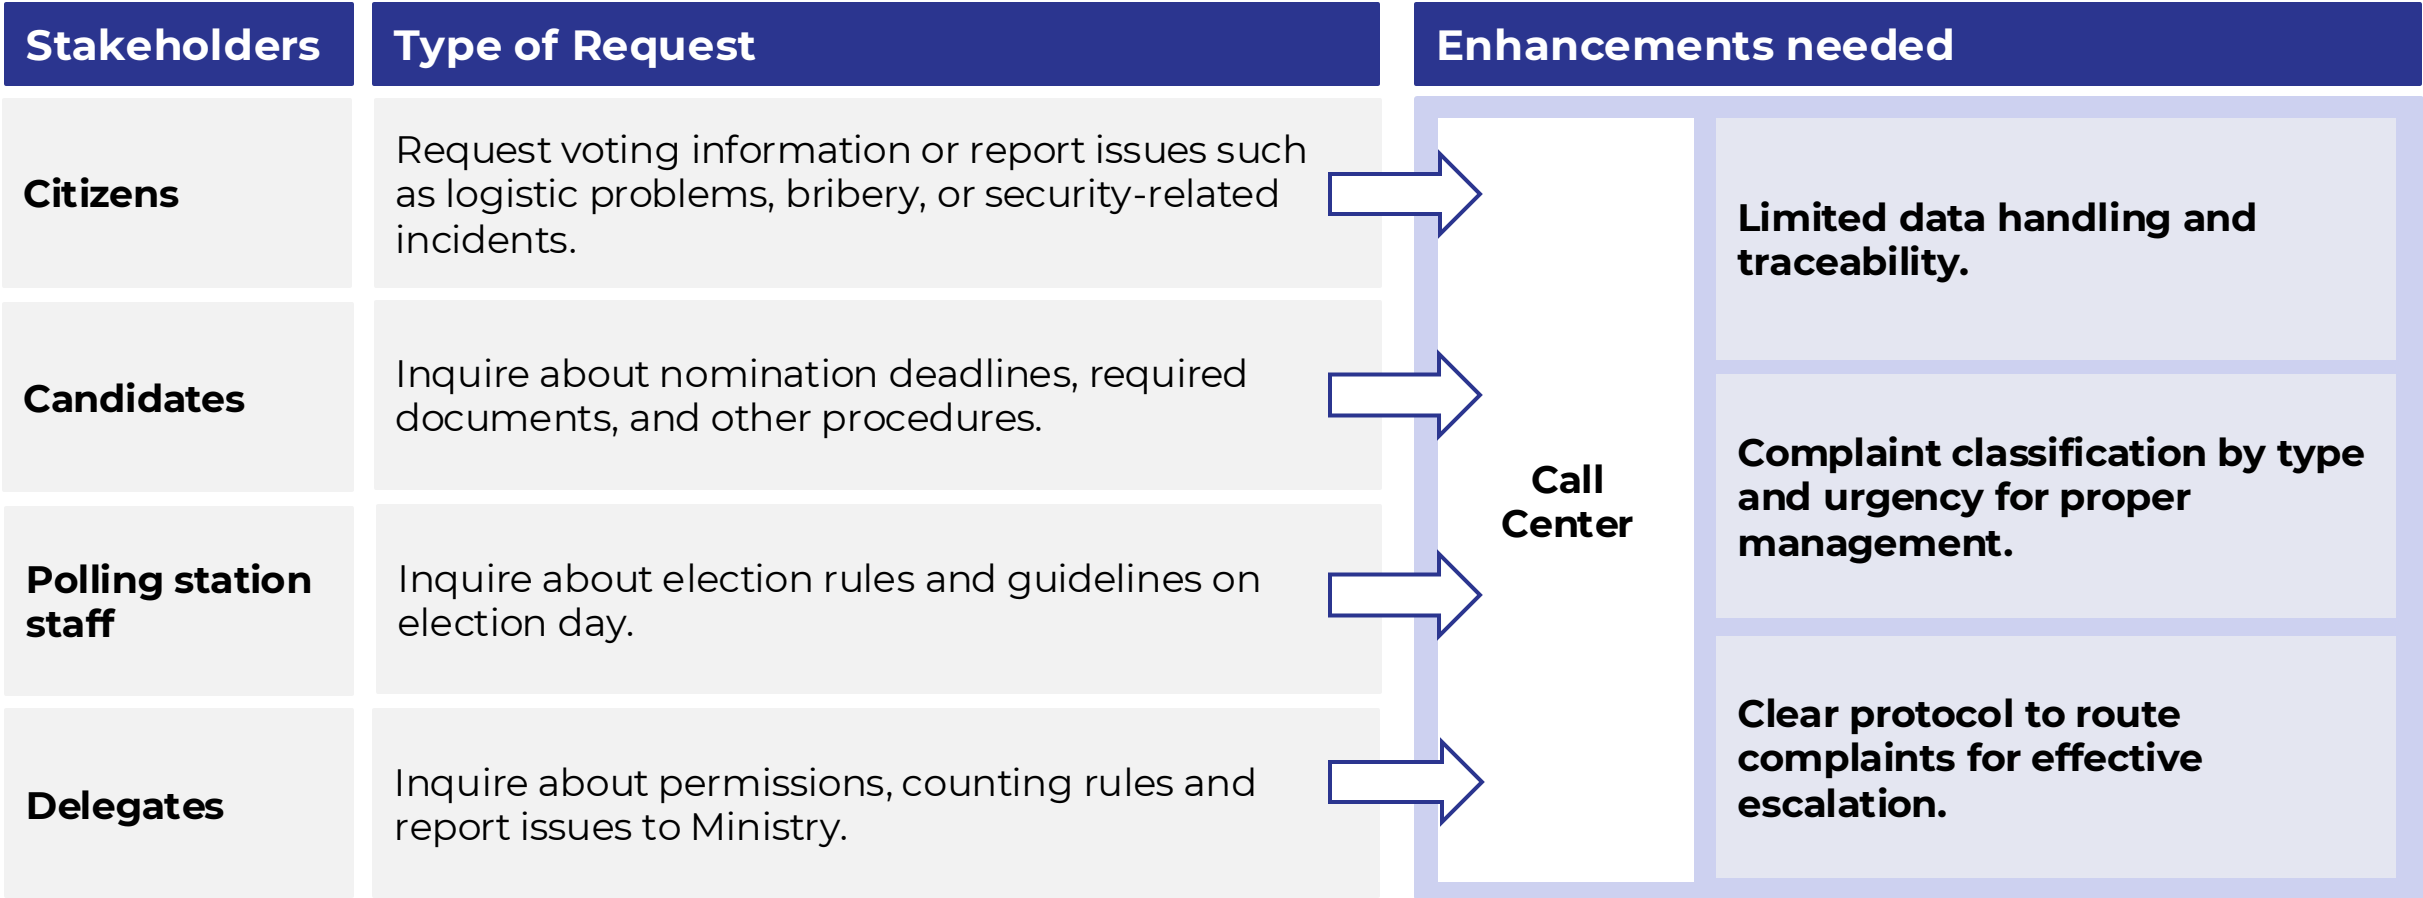 Stakeholders
Type of Request
Enhancements needed
Citizens
Request voting information or report issues such
as logistic problems, bribery, or security-related
incidents.
Candidates
Inquire about nomination deadlines, required
documents, and other procedures.
Polling station
staff
Inquire about election rules and guidelines on
election day.
Delegates
Inquire about permissions, counting rules and
report issues to Ministry.
Call
Center
Limited data handling and
traceability.
Complaint classification by type
and urgency for proper
management.
Clear protocol to route
complaints for effective
escalation.